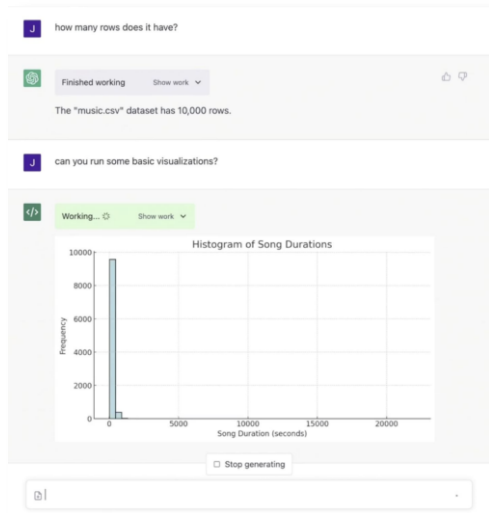 J how many rows does it have?
Finished working Show work
The "music.csv" dataset has 10,000 rows.
J can you run some basic visualizations?
</> Working... Show work
Histogram of Song Durations
10000
8000
6000
4000
2000
0
Frequency
0 5000 10000 15000 20000
Song Duration (seconds)
Stop generating